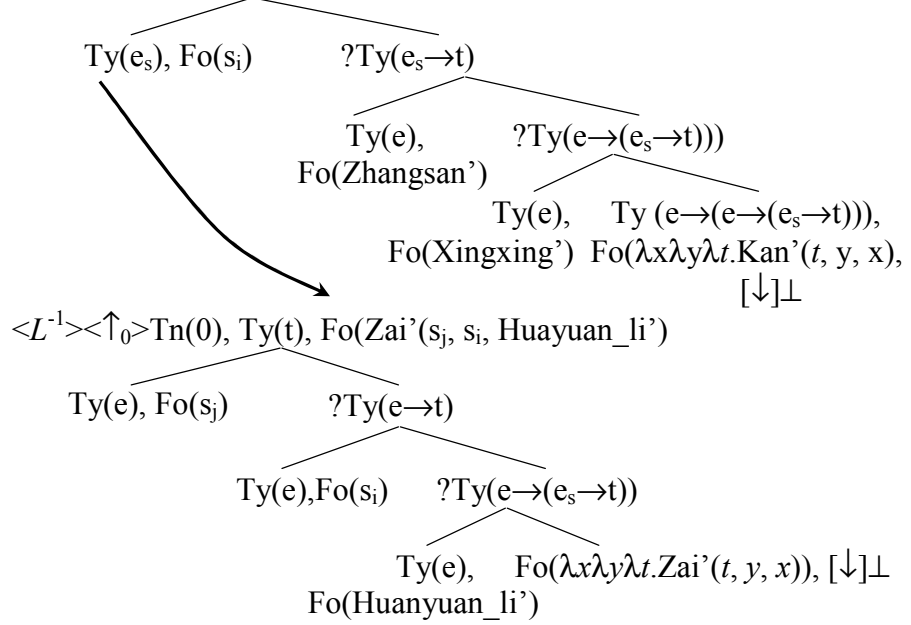 Ty(eₛ), Fo(sᵢ) ?Ty(eₛ→t)
Ty(e), ?Ty(e→(eₛ→t)))
Fo(Zhangsan’)
Ty(e), Ty (e→(e→(eₛ→t))),
Fo(Xingxing’) Fo(λxλyλt.Kan’(t, y, x),
[↓]⊥
<L⁻¹><↑₀>Tn(0), Ty(t), Fo(Zai’(sⱼ, sᵢ, Huayuan_li’)
Ty(e), Fo(sⱼ) ?Ty(e→t)
Ty(e),Fo(sᵢ) ?Ty(e→(eₛ→t))
Ty(e), Fo(λxλyλt.Zai’(t, y, x)), [↓]⊥
Fo(Huanyuan_li’)